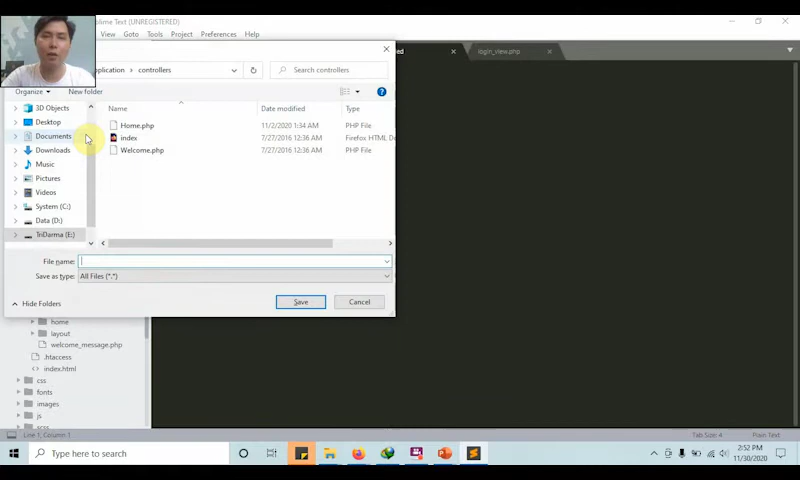 lime Text (UNREGISTERED)
View Goto Tools Project Preferences Help
login_view.php
plication › controllers
Search controllers
Organize New folder
3D Objects
Desktop
Documents
Downloads
Music
Pictures
Videos
System (C:)
Data (D:)
TriDarma (E:)
Name Date modified Type
Home.php 11/2/2020 1:34 AM PHP File
index 7/27/2016 12:36 AM Firefox HTML Do
Welcome.php 7/27/2016 12:36 AM PHP File
File name:
Save as type: All Files (*.*)
Hide Folders
Save Cancel
home
layout
welcome_message.php
.htaccess
index.html
css
fonts
images
js
Line 1, Column 1
Tab Size: 4 Plain Text
Type here to search
2:52 PM
11/30/2020